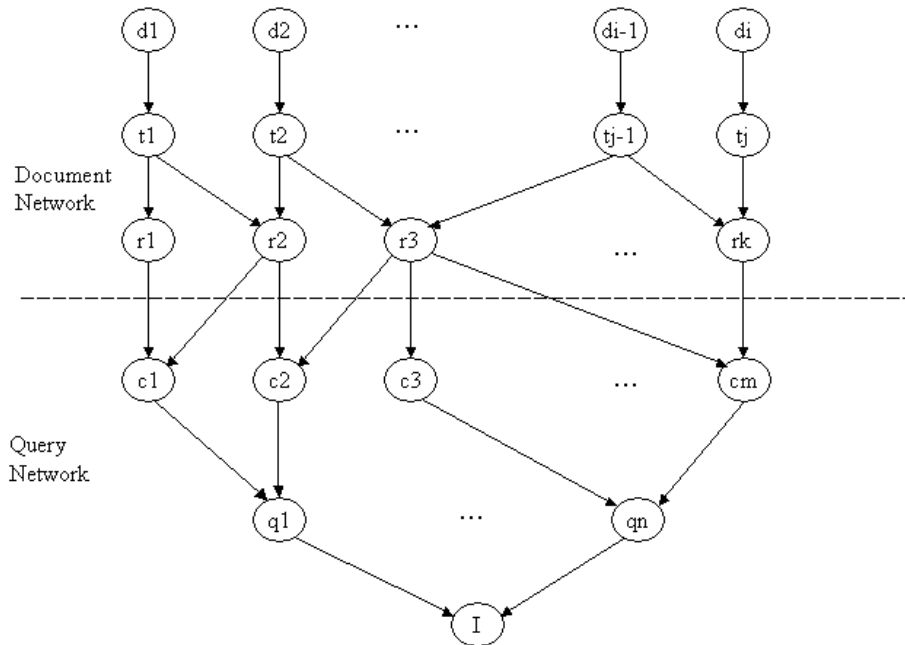 d1 d2 ... di-1 di
t1 t2 ... tj-1 tj
Document
Network
r1 r2 r3 ... rk
c1 c2 c3 ... cm
Query
Network
q1 ... qn
I